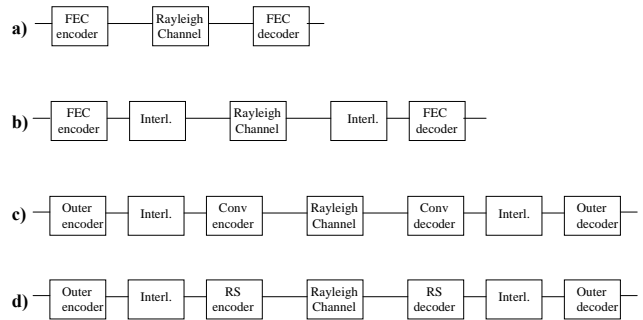 a) FEC encoder Rayleigh Channel FEC decoder
b) FEC encoder Interl. Rayleigh Channel Interl. FEC decoder
c) Outer encoder Interl. Conv encoder Rayleigh Channel Conv decoder Interl. Outer decoder
d) Outer encoder Interl. RS encoder Rayleigh Channel RS decoder Interl. Outer decoder